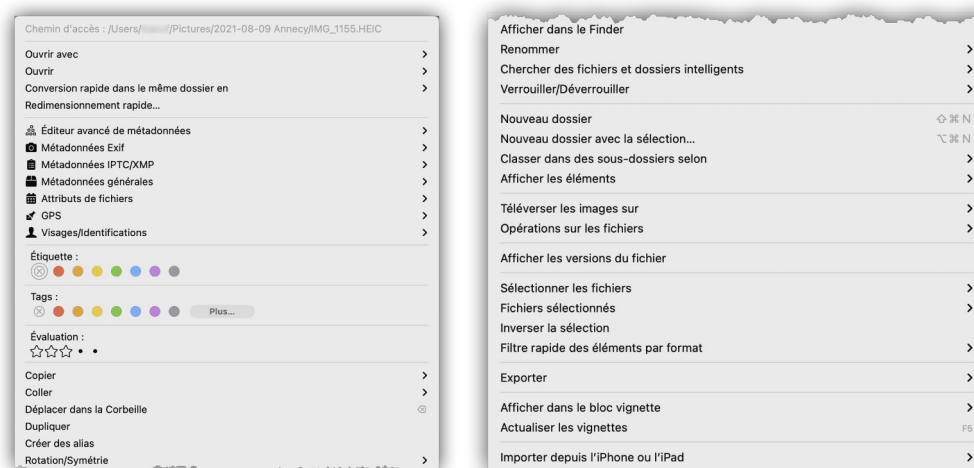 Chemin d'accès : /Users/ /Pictures/2021-08-09 Annecy/IMG_1155.HEIC
Ouvrir avec
Ouvrir
Conversion rapide dans le même dossier en
Redimensionnement rapide...
Éditeur avancé de métadonnées
Métadonnées Exif
Métadonnées IPTC/XMP
Métadonnées générales
Attributs de fichiers
GPS
Visages/Identifications
Étiquette :
Tags :
Plus...
Évaluation :
Copier
Coller
Déplacer dans la Corbeille
Dupliquer
Créer des alias
Rotation/Symétrie
Afficher dans le Finder
Renommer
Chercher des fichiers et dossiers intelligents
Verrouiller/Déverrouiller
Nouveau dossier ⇧⌘N
Nouveau dossier avec la sélection... ⌥⌘N
Classer dans des sous-dossiers selon
Afficher les éléments
Téléverser les images sur
Opérations sur les fichiers
Afficher les versions du fichier
Sélectionner les fichiers
Fichiers sélectionnés
Inverser la sélection
Filtre rapide des éléments par format
Exporter
Afficher dans le bloc vignette
Actualiser les vignettes F5
Importer depuis l'iPhone ou l'iPad